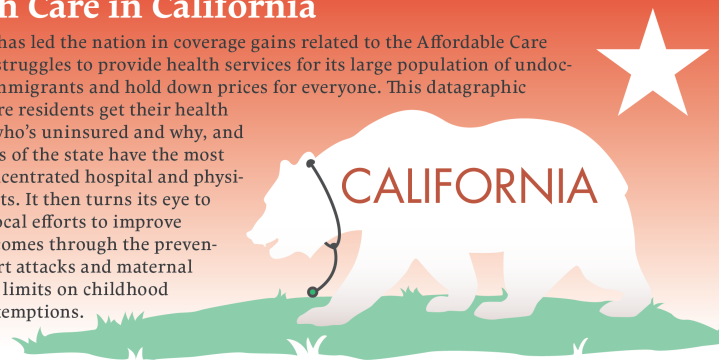 h Care in California
has led the nation in coverage gains related to the Affordable Care
struggles to provide health services for its large population of undoc-
mmigrants and hold down prices for everyone. This datagraphic
re residents get their health
who's uninsured and why, and
s of the state have the most
centrated hospital and physi-
ts. It then turns its eye to
ocal efforts to improve
comes through the preven-
rt attacks and maternal
limits on childhood
emptions.
CALIFORNIA